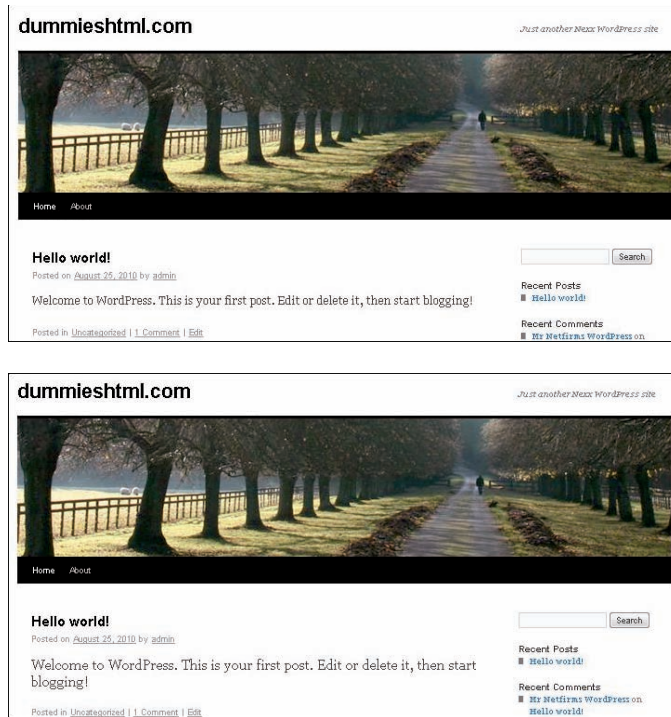 dummieshtml.com
Just another Nexx WordPress site
Home About
Hello world!
Posted on August 25, 2010 by admin
Welcome to WordPress. This is your first post. Edit or delete it, then start blogging!
Posted in Uncategorized | 1 Comment | Edit
Search
Recent Posts
Hello world!
Recent Comments
Mr Netfirms WordPress on
dummieshtml.com
Just another Nexx WordPress site
Home About
Hello world!
Posted on August 25, 2010 by admin
Welcome to WordPress. This is your first post. Edit or delete it, then start
blogging!
Posted in Uncategorized | 1 Comment | Edit
Search
Recent Posts
Hello world!
Recent Comments
Mr Netfirms WordPress on
Hello world!